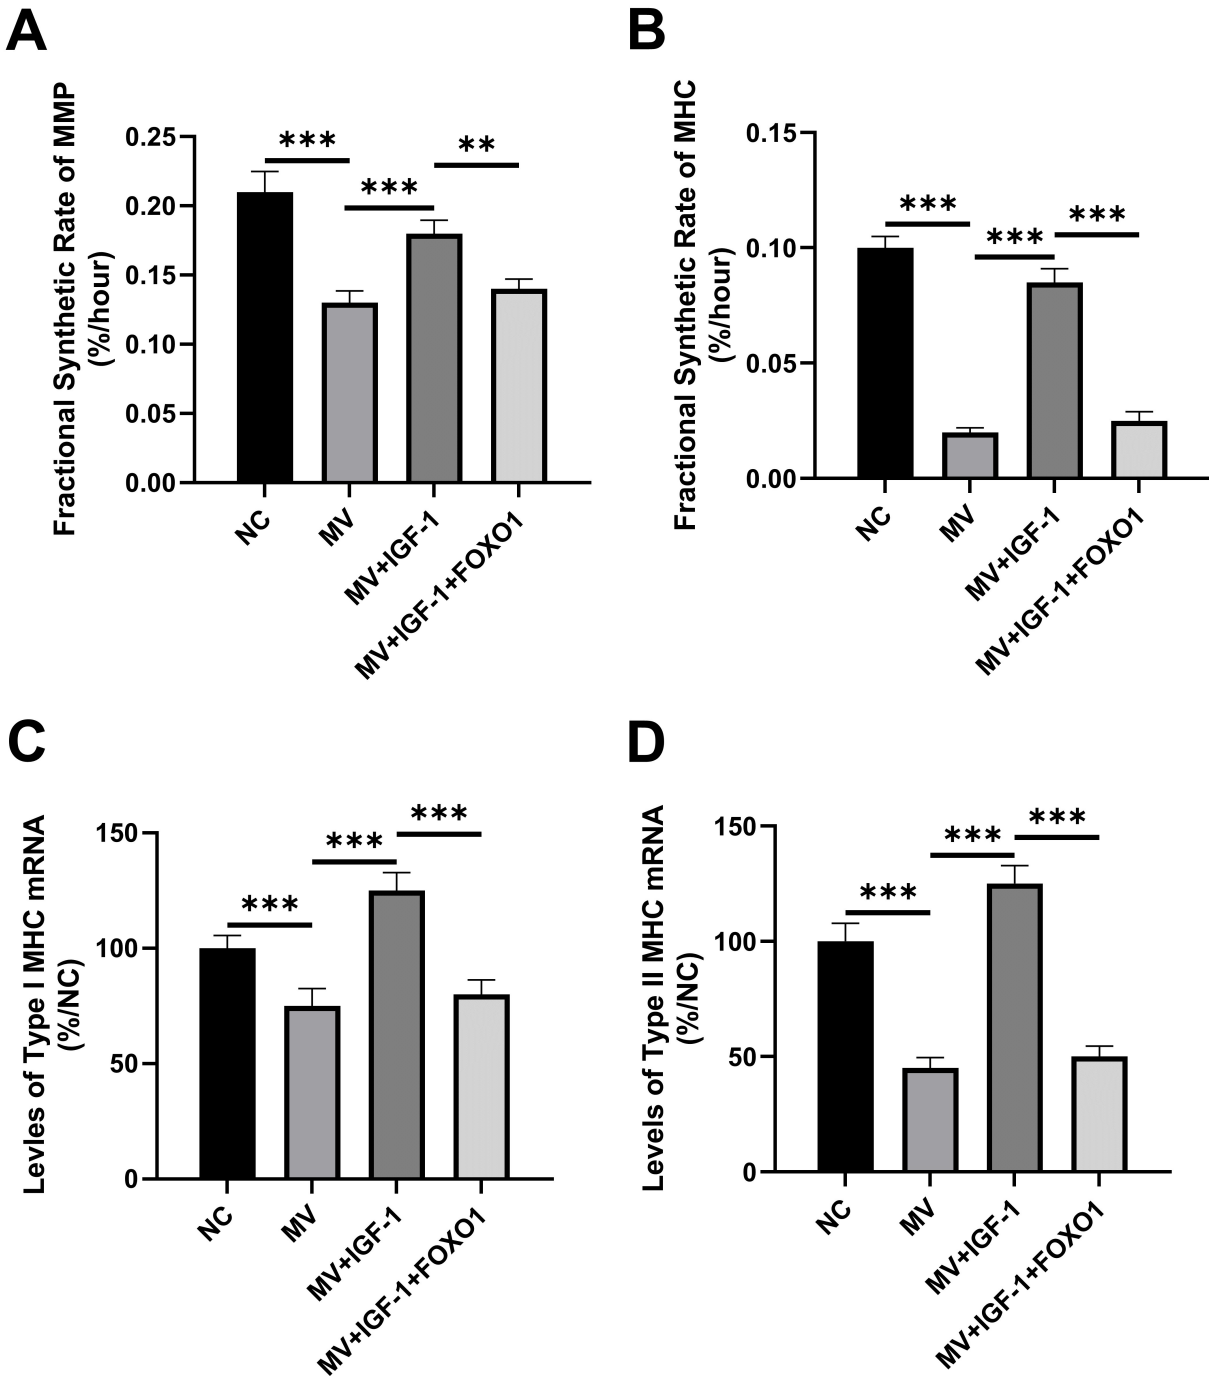 A
Fractional Synthetic Rate of MMP
(%/hour)
0.25
0.20
0.15
0.10
0.05
0.00
***
***
**
NC
MV
MV+IGF-1
MV+IGF-1+FOXO1
B
Fractional Synthetic Rate of MHC
(%/hour)
0.15
0.10
0.05
0.00
***
***
***
NC
MV
MV+IGF-1
MV+IGF-1+FOXO1
C
Levles of Type I MHC mRNA
(%/NC)
150
100
50
0
***
***
***
NC
MV
MV+IGF-1
MV+IGF-1+FOXO1
D
Levels of Type II MHC mRNA
(%/NC)
150
100
50
0
***
***
***
NC
MV
MV+IGF-1
MV+IGF-1+FOXO1